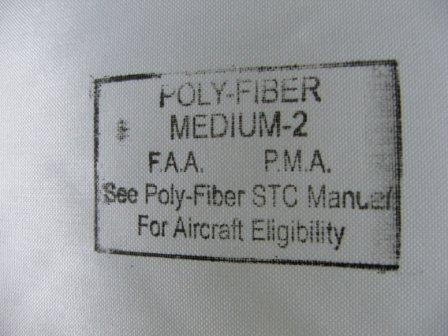 POLY-FIBER
MEDIUM-2
F.A.A. P.M.A.
See Poly-Fiber STC Manual
For Aircraft Eligibility